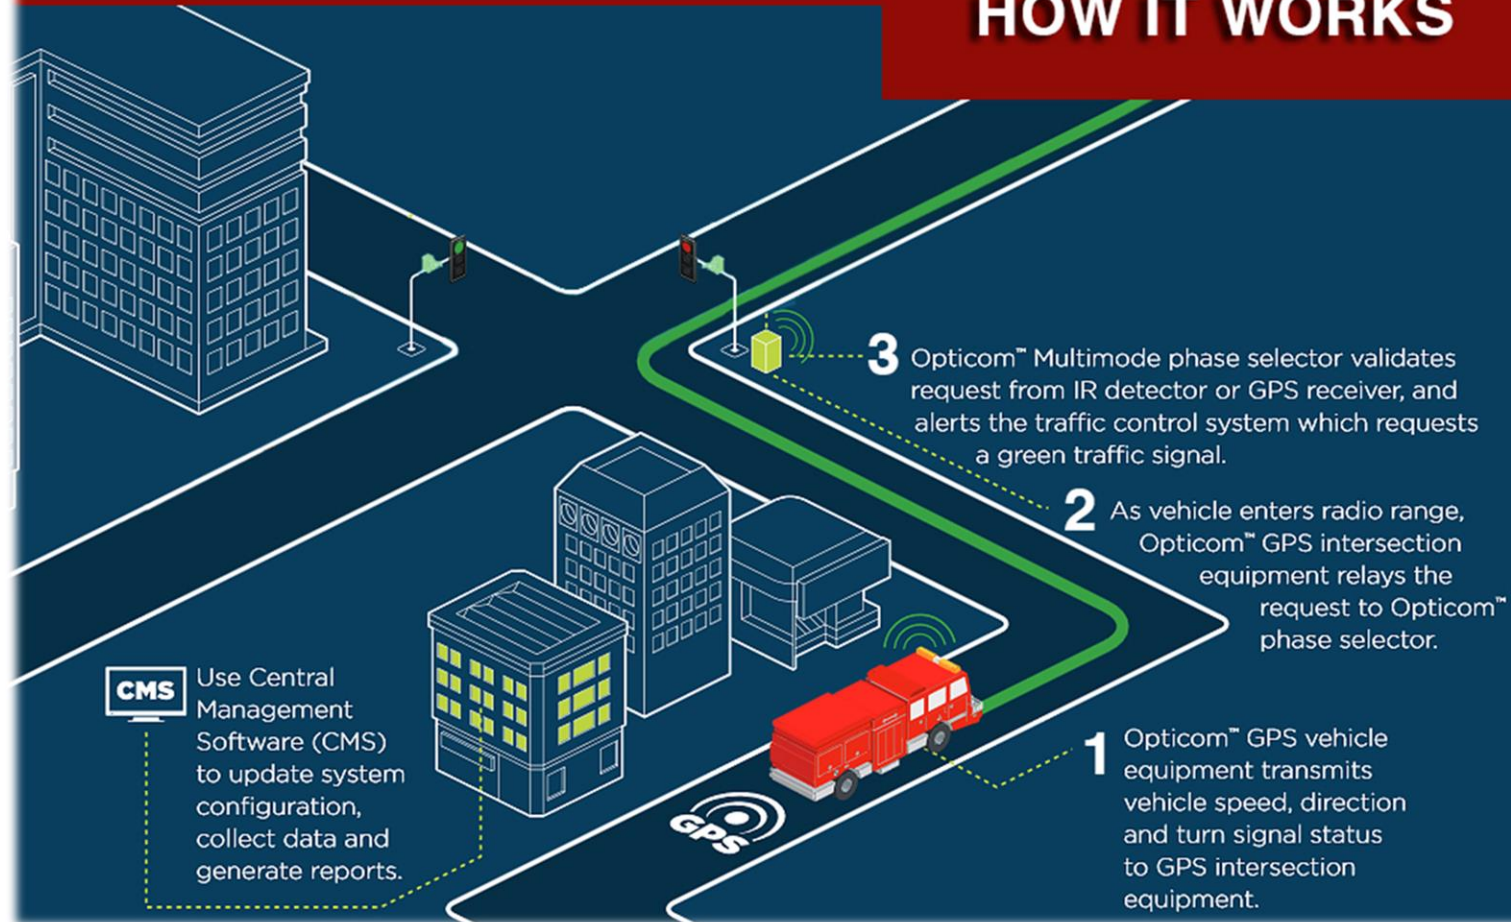 HOW IT WORKS
3 Opticom™ Multimode phase selector validates
request from IR detector or GPS receiver, and
alerts the traffic control system which requests
a green traffic signal.
2 As vehicle enters radio range,
Opticom™ GPS intersection
equipment relays the
request to Opticom™
phase selector.
CMS Use Central
Management
Software (CMS)
to update system
configuration,
collect data and
generate reports.
GPS
1 Opticom™ GPS vehicle
equipment transmits
vehicle speed, direction
and turn signal status
to GPS intersection
equipment.